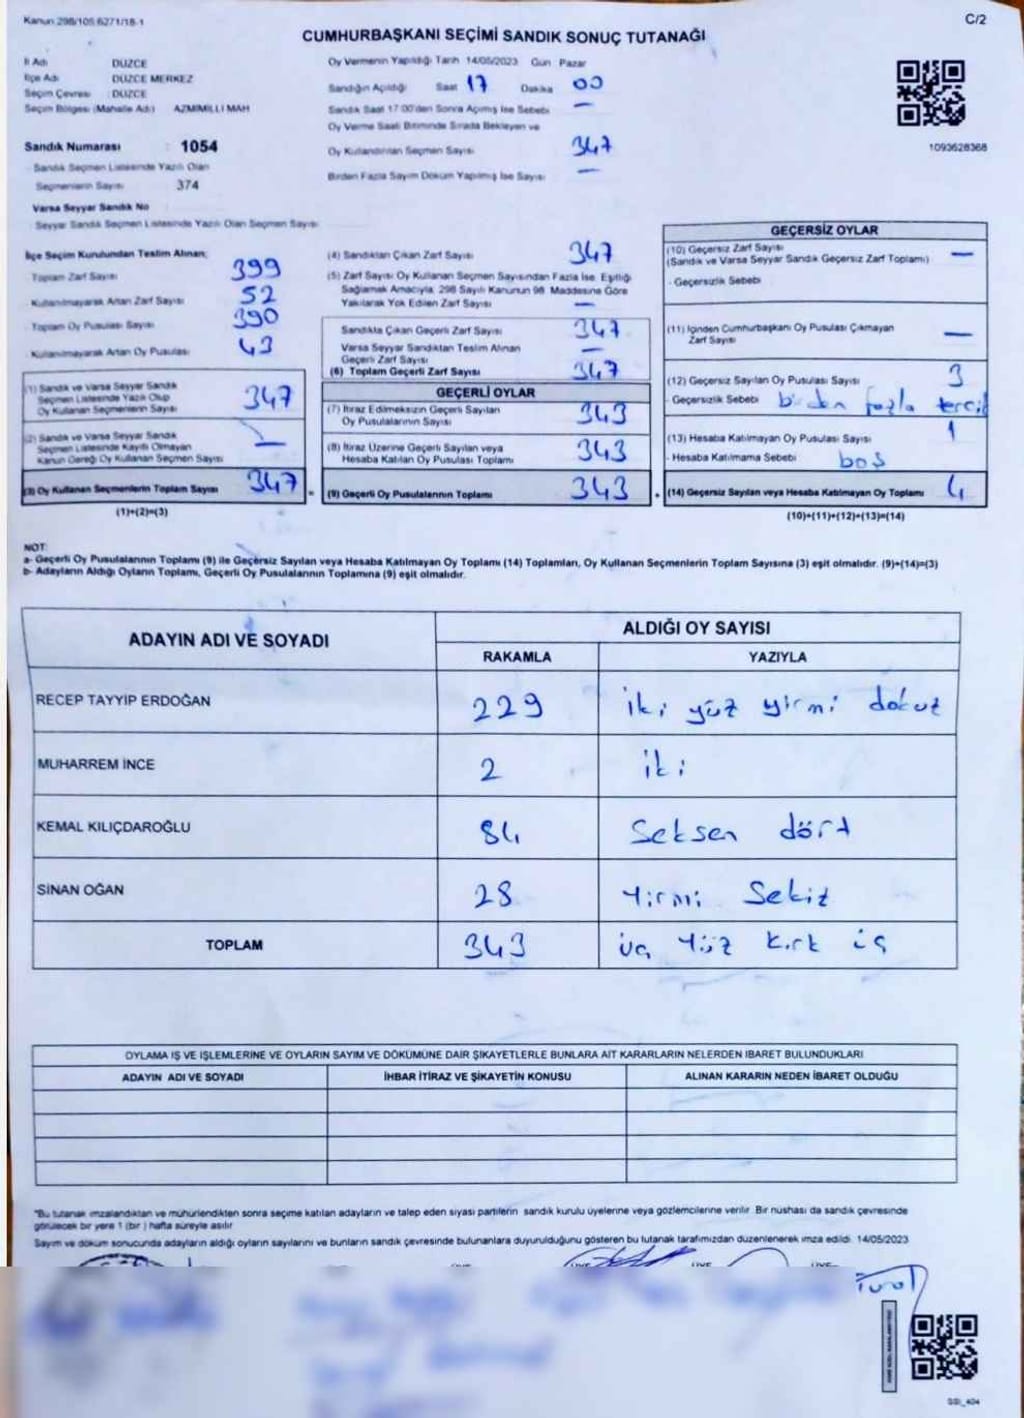 Kanun 298/105 6271/18-1
C/2
CUMHURBAŞKANI SEÇİMİ SANDIK SONUÇ TUTANAĞI
İl Adı DÜZCE
İlçe Adı DÜZCE MERKEZ
Seçim Çevresi : DÜZCE
Seçim Bölgesi (Mahalle Adı) AZMİMİLLİ MAH
Sandık Numarası : 1054
Sandık Seçmen Listesinde Yazılı Olan
Seçmenlerin Sayısı 374
Varsa Seyyar Sandık No
Seyyar Sandık Seçmen Listesinde Yazılı Olan Seçmen Sayısı
Oy Vermenin Yapıldığı Tarih 14/05/2023 Gün Pazar
Sandığın Açıldığı Saat 17 Dakika 00
Sandık Saat 17:00'den Sonra Açımış İse Sebebi —
Oy Verme Saati Bitiminde Sırada Bekleyen ve
Oy Kullandırılan Seçmen Sayısı 347
Birden Fazla Sayım Döküm Yapılmış İse Sayısı —
1093628368
İlçe Seçim Kurulundan Teslim Alınan;
Toplam Zarf Sayısı 399
Kullanılmayarak Artan Zarf Sayısı 52
Toplam Oy Pusulası Sayısı 390
Kullanılmayarak Artan Oy Pusulası 43
(1) Sandık ve Varsa Seyyar Sandık
Seçmen Listesinde Yazılı Olup
Oy Kullanan Seçmenlerin Sayısı 347
(2) Sandık ve Varsa Seyyar Sandık
Seçmen Listesinde Kayıtlı Olmayan
Kanun Gereği Oy Kullanan Seçmen Sayısı —
(3) Oy Kullanan Seçmenlerin Toplam Sayısı 347 =
(1)+(2)=(3)
(4) Sandıktan Çıkan Zarf Sayısı 347
(5) Zarf Sayısı Oy Kullanan Seçmen Sayısından Fazla İse, Eşitliği
Sağlamak Amacıyla, 298 Sayılı Kanunun 98. Maddesine Göre
Yakılarak Yok Edilen Zarf Sayısı —
Sandıkta Çıkan Geçerli Zarf Sayısı 347
Varsa Seyyar Sandıktan Teslim Alınan
Geçerli Zarf Sayısı —
(6) Toplam Geçerli Zarf Sayısı 347
GEÇERLİ OYLAR
(7) İtiraz Edilmeksizin Geçerli Sayılan
Oy Pusulalarının Sayısı 343
(8) İtiraz Üzerine Geçerli Sayılan veya
Hesaba Katılan Oy Pusulası Toplamı 343
(9) Geçerli Oy Pusulalarının Toplamı 343 +
GEÇERSİZ OYLAR
(10) Geçersiz Zarf Sayısı —
(Sandık ve Varsa Seyyar Sandık Geçersiz Zarf Toplamı)
- Geçersizlik Sebebi
(11) İçinden Cumhurbaşkanı Oy Pusulası Çıkmayan
Zarf Sayısı —
(12) Geçersiz Sayılan Oy Pusulası Sayısı 3
- Geçersizlik Sebebi birden fazla tercih
(13) Hesaba Katılmayan Oy Pusulası Sayısı 1
- Hesaba Katılmama Sebebi boş
(14) Geçersiz Sayılan veya Hesaba Katılmayan Oy Toplamı 4
(10)+(11)+(12)+(13)=(14)
NOT:
a- Geçerli Oy Pusulalarının Toplamı (9) ile Geçersiz Sayılan veya Hesaba Katılmayan Oy Toplamı (14) Toplamları, Oy Kullanan Seçmenlerin Toplam Sayısına (3) eşit olmalıdır. (9)+(14)=(3)
b- Adayların Aldığı Oyların Toplamı, Geçerli Oy Pusulalarının Toplamına (9) eşit olmalıdır.
ADAYIN ADI VE SOYADI ALDIĞI OY SAYISI
RAKAMLA YAZIYLA
RECEP TAYYİP ERDOĞAN 229 iki yüz yirmi dokuz
MUHARREM İNCE 2 iki
KEMAL KILIÇDAROĞLU 84 Seksen dört
SİNAN OĞAN 28 Yirmi Sekiz
TOPLAM 343 üç yüz kırk üç
OYLAMA İŞ VE İŞLEMLERİNE VE OYLARIN SAYIM VE DÖKÜMÜNE DAİR ŞİKAYETLERLE BUNLARA AİT KARARLARIN NELERDEN İBARET BULUNDUKLARI
ADAYIN ADI VE SOYADI İHBAR İTİRAZ VE ŞİKAYETİN KONUSU ALINAN KARARIN NEDEN İBARET OLDUĞU
"Bu tutanak imzalandıktan ve mühürlendikten sonra seçime katılan adayların ve talep eden siyasi partilerin sandık kurulu üyelerine veya gözlemcilerine verilir. Bir nüshası da sandık çevresinde
görülecek bir yere 1 (bir ) hafta süreyle asılır
Sayım ve döküm sonucunda adayların aldığı oyların sayılarını ve bunların sandık çevresinde bulunanlara duyurulduğunu gösteren bu tutanak tarafımızdan düzenlenerek imza edildi. 14/05/2023